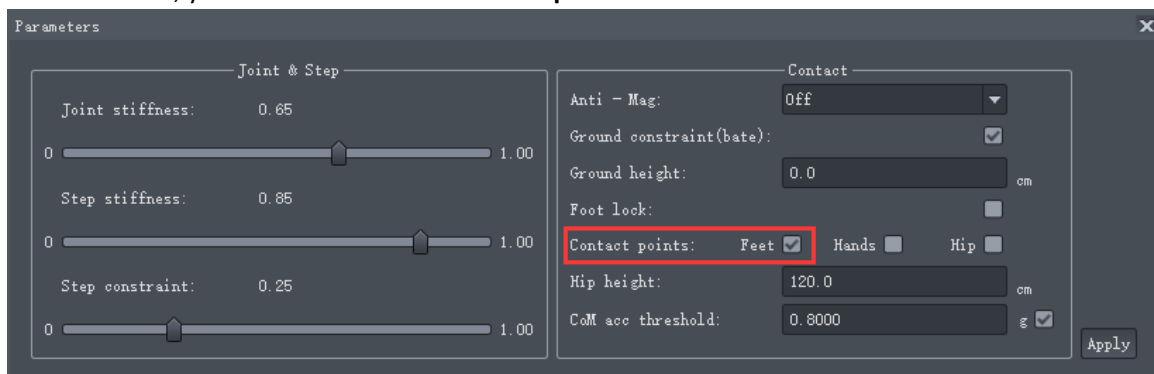 Parameters
Joint & Step
Joint stiffness: 0.65
0 1.00
Step stiffness: 0.85
0 1.00
Step constraint: 0.25
0 1.00
Contact
Anti - Mag: Off
Ground constraint(bate):
Ground height: 0.0 cm
Foot lock:
Contact points: Feet Hands Hip
Hip height: 120.0 cm
CoM acc threshold: 0.8000 g
Apply